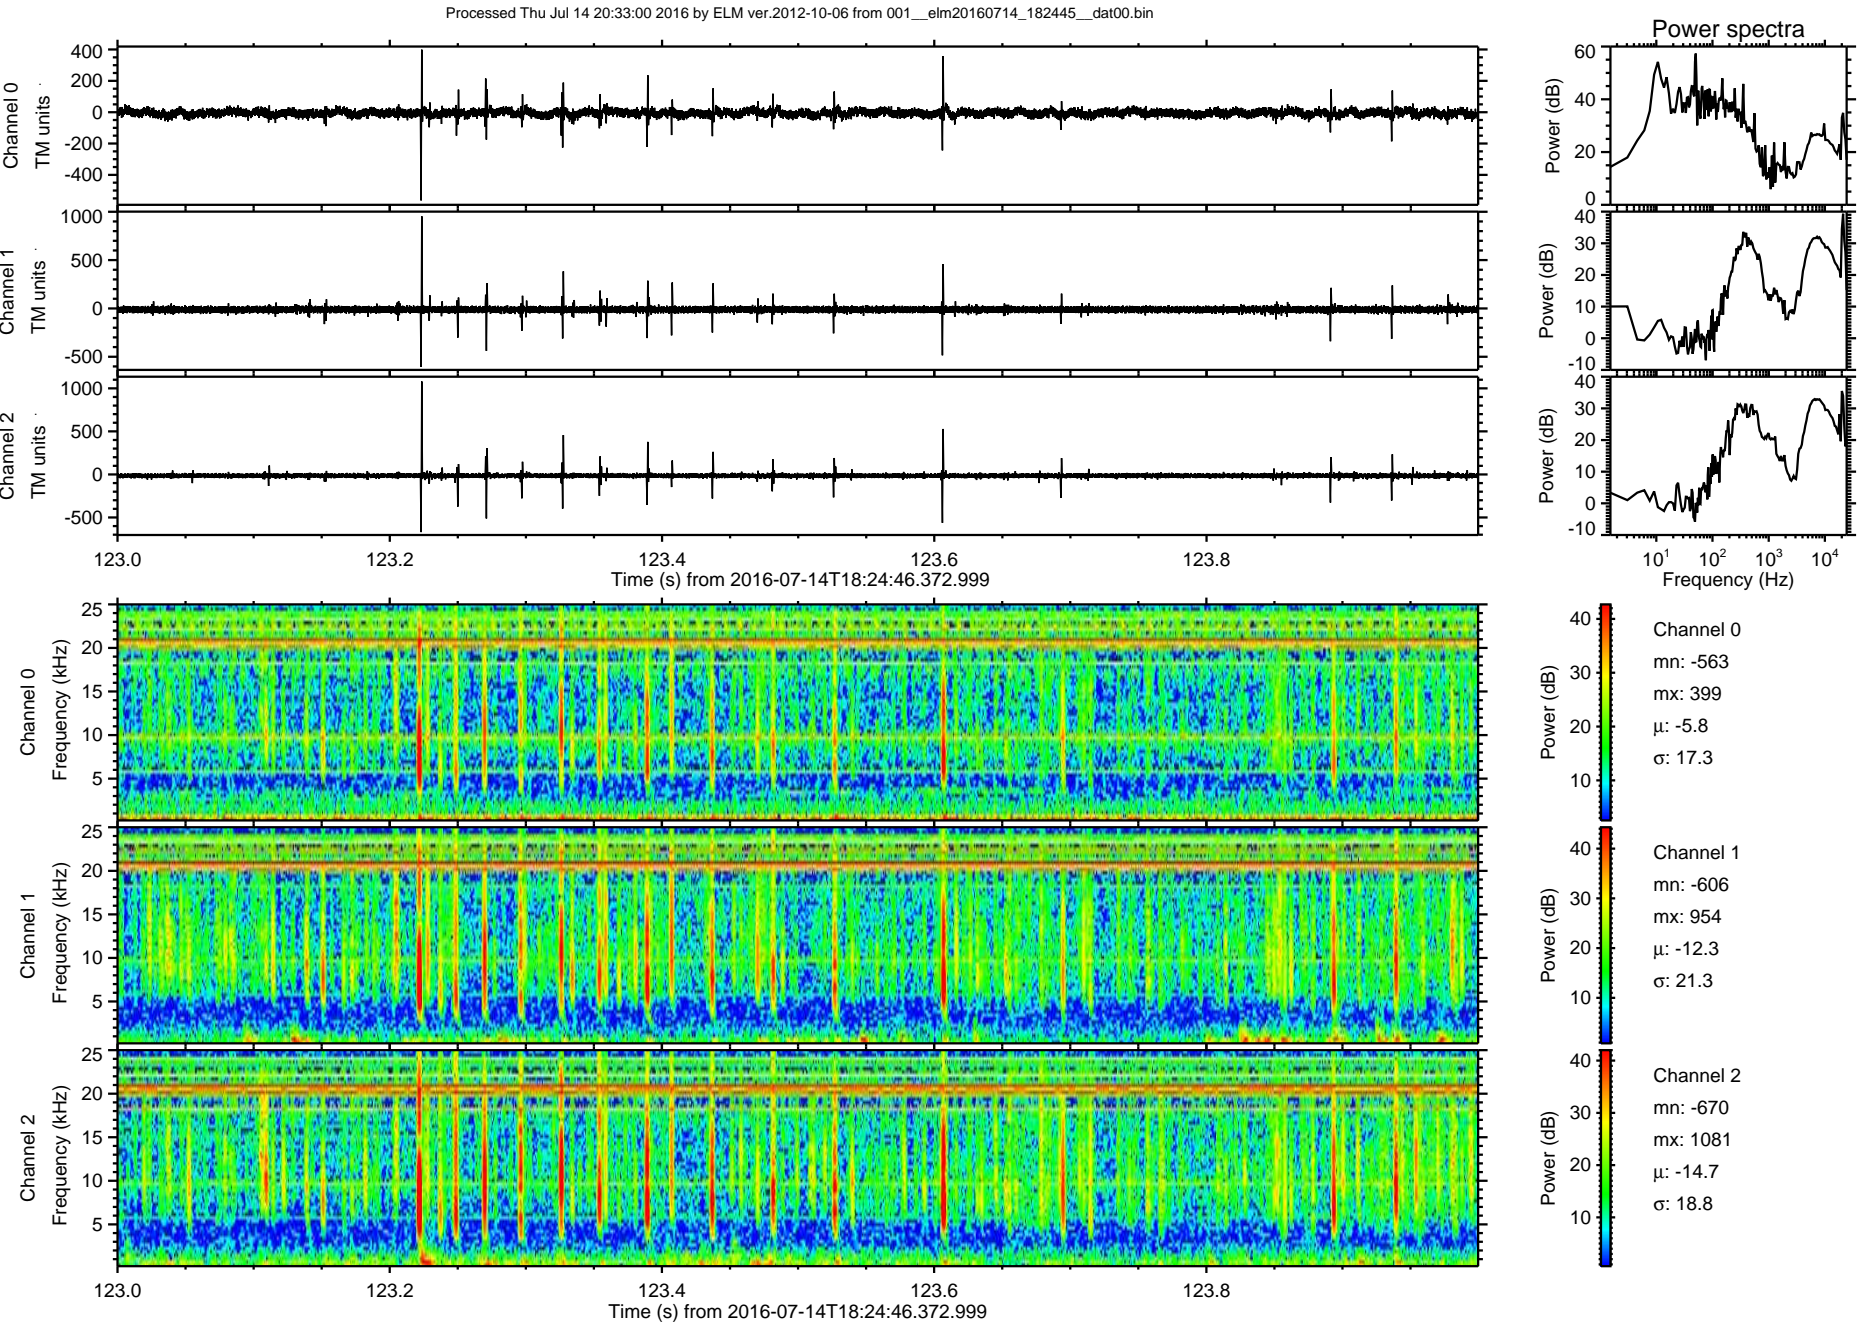 Processed Thu Jul 14 20:33:00 2016 by ELM ver.2012-10-06 from 001__elm20160714_182445__dat00.bin
Power spectra
Channel 0
TM units
400
200
0
-200
-400
Power (dB)
60
40
20
0
Channel 1
TM units
1000
500
0
-500
Power (dB)
40
30
20
10
0
-10
Channel 2
TM units
1000
500
0
-500
Power (dB)
40
30
20
10
0
-10
123.0 123.2 123.4 123.6 123.8
Time (s) from 2016-07-14T18:24:46.372.999
10¹ 10² 10³ 10⁴
Frequency (Hz)
Channel 0
Frequency (kHz)
25
20
15
10
5
Power (dB)
40
30
20
10
Channel 0
mn: -563
mx: 399
μ: -5.8
σ: 17.3
Channel 1
Frequency (kHz)
25
20
15
10
5
Power (dB)
40
30
20
10
Channel 1
mn: -606
mx: 954
μ: -12.3
σ: 21.3
Channel 2
Frequency (kHz)
25
20
15
10
5
Power (dB)
40
30
20
10
Channel 2
mn: -670
mx: 1081
μ: -14.7
σ: 18.8
123.0 123.2 123.4 123.6 123.8
Time (s) from 2016-07-14T18:24:46.372.999